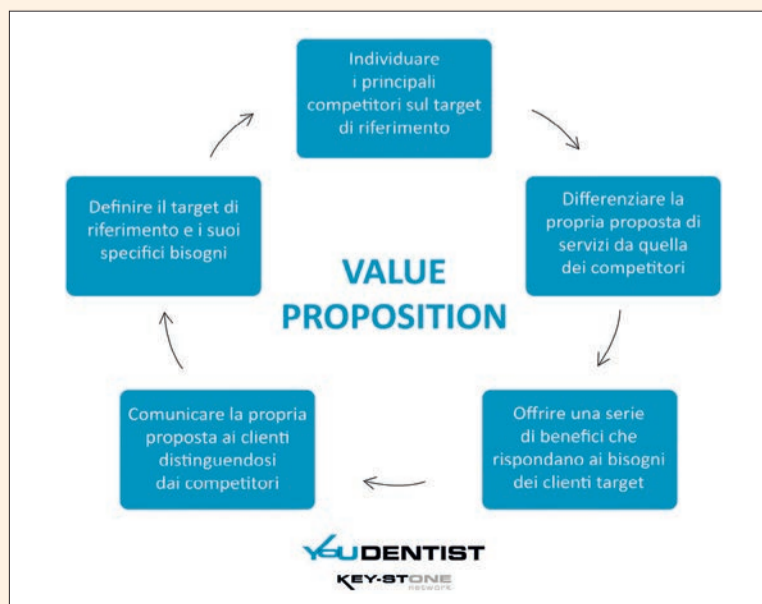 Individuare
i principali
competitori sul target
di riferimento
Differenziare la
propria proposta di
servizi da quella
dei competitori
Offrire una serie
di benefici che
rispondano ai bisogni
dei clienti target
Comunicare la propria
proposta ai clienti
distinguendosi
dai competitori
Definire il target di
riferimento e i suoi
specifici bisogni
VALUE
PROPOSITION
YOUDENTIST
KEY-STONE
network